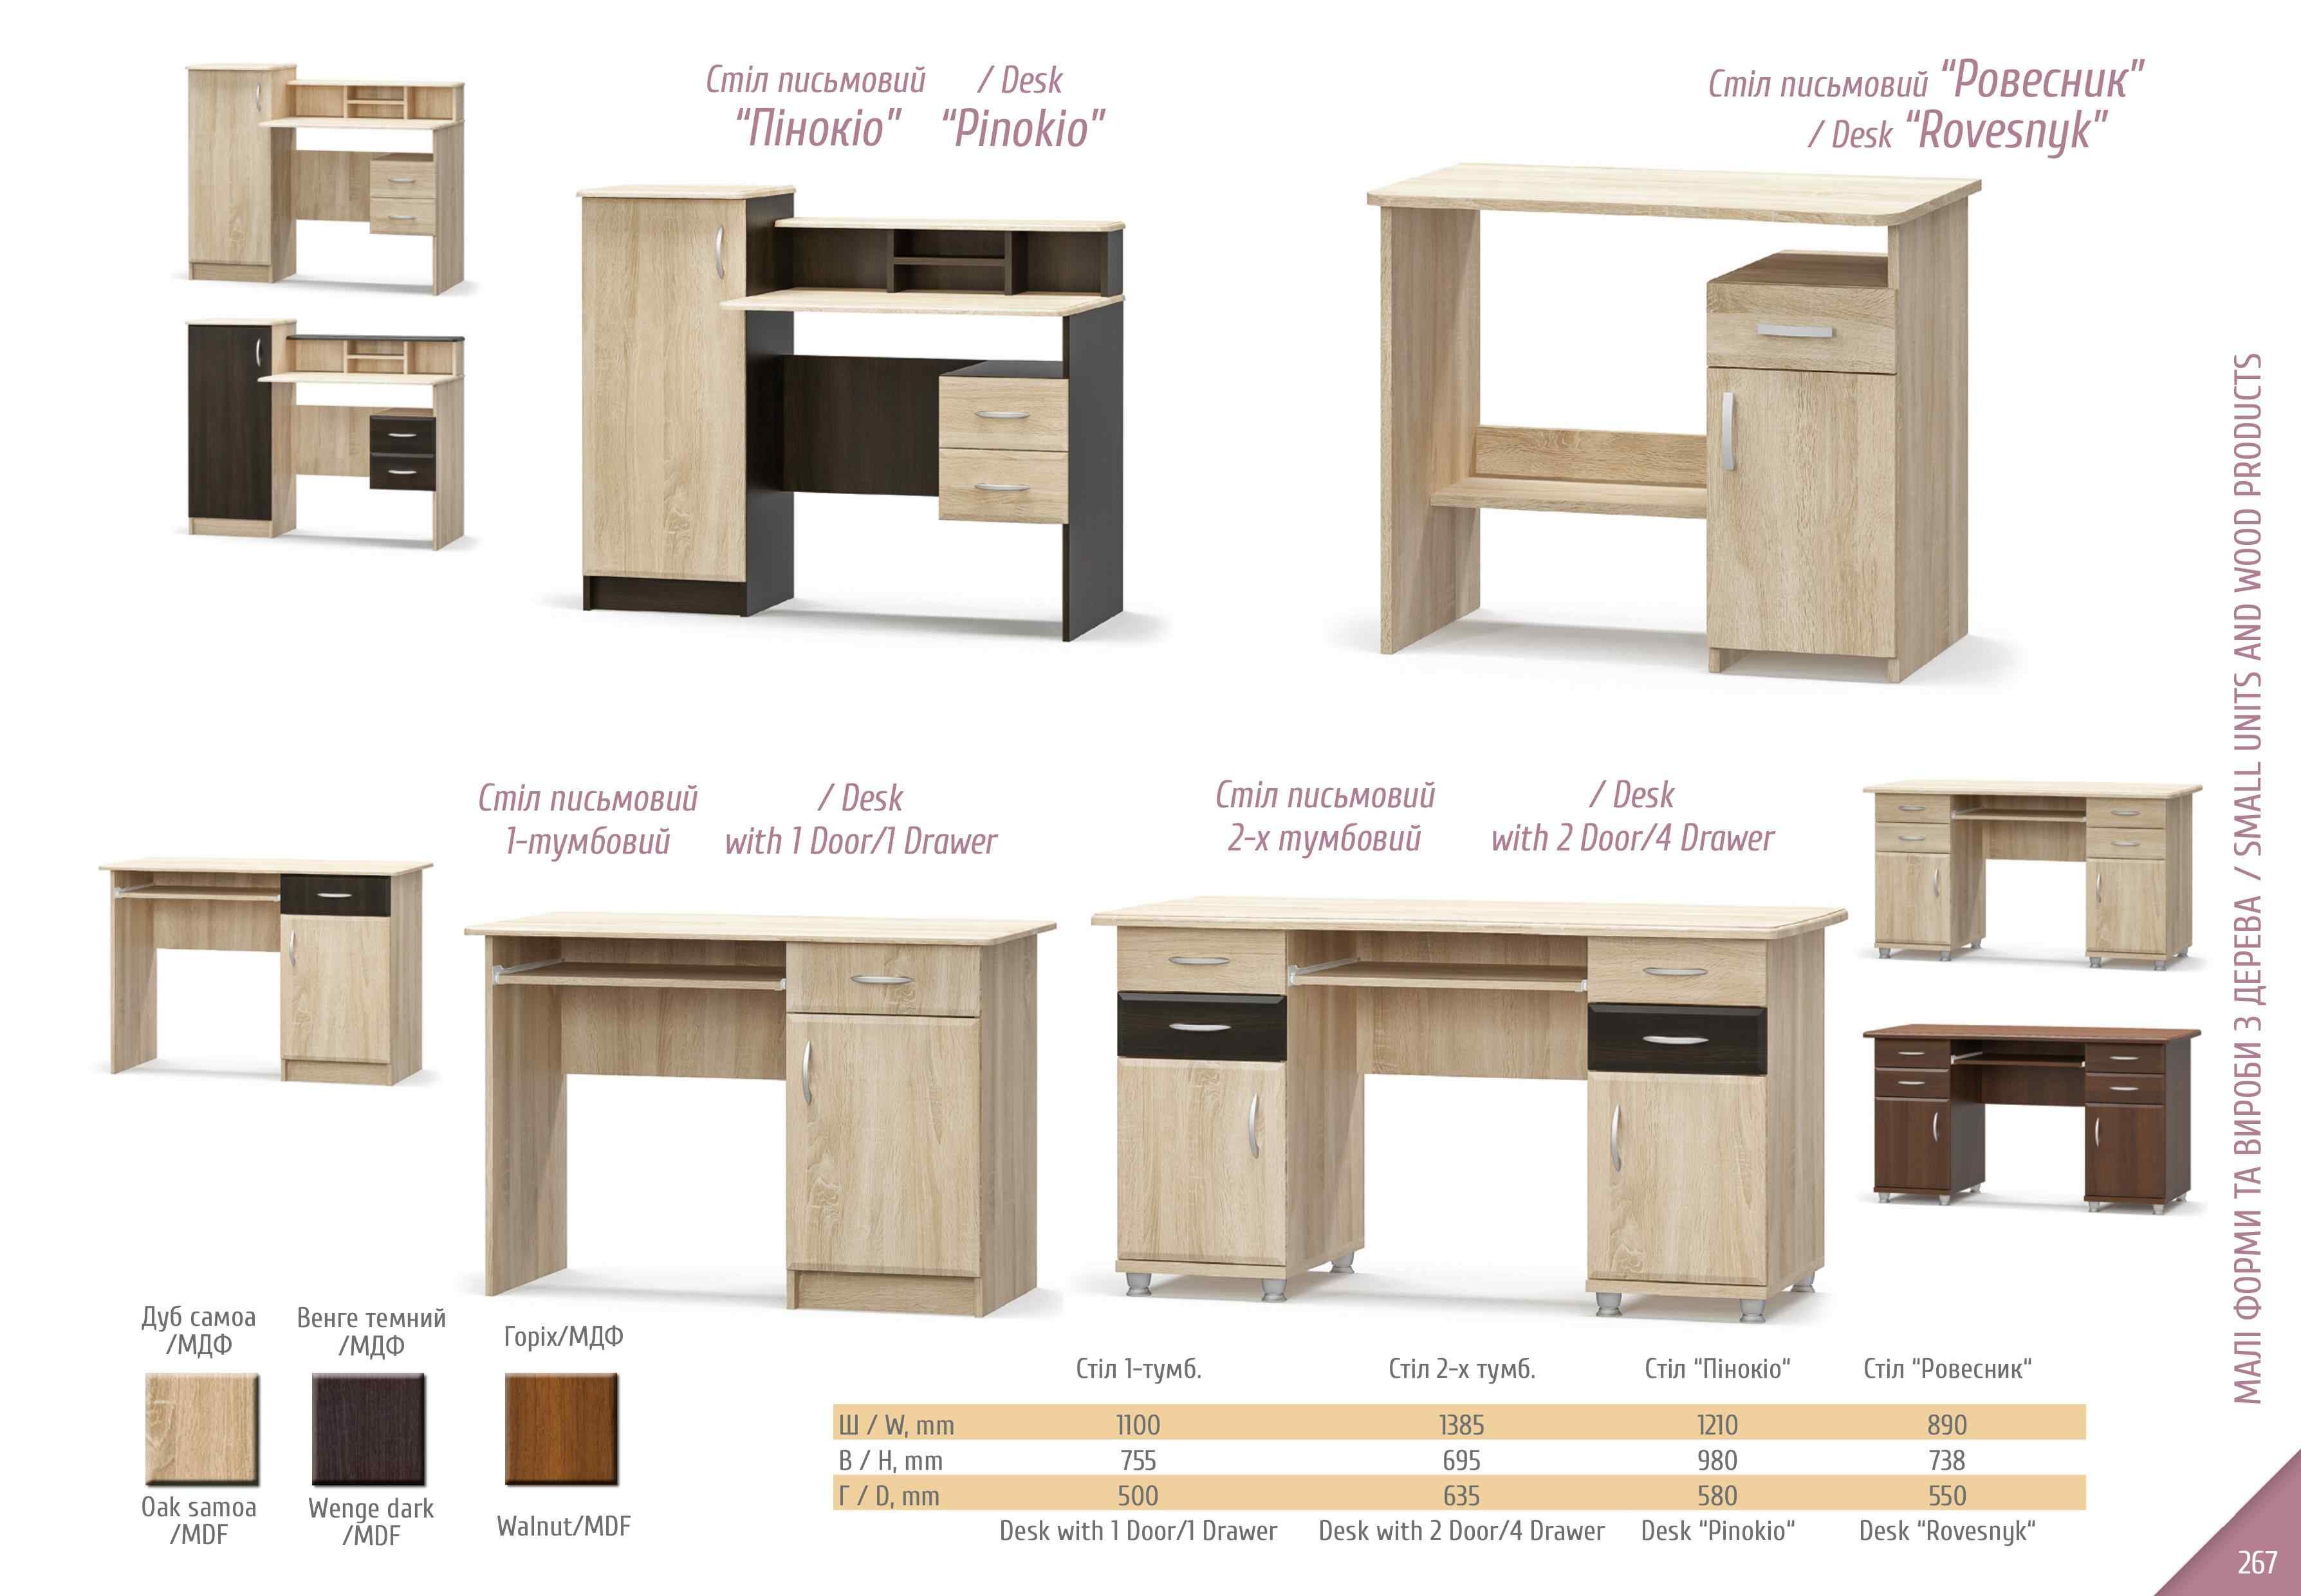 Стіл письмовий / Desk
“Пінокіо” “Pinokio”
Стіл письмовий “Ровесник”
/ Desk “Rovesnyk”
Стіл письмовий / Desk
1-тумбовий with 1 Door/1 Drawer
Стіл письмовий / Desk
2-х тумбовий with 2 Door/4 Drawer
МАЛІ ФОРМИ ТА ВИРОБИ З ДЕРЕВА / SMALL UNITS AND WOOD PRODUCTS
Дуб самоа
/МДФ
Венге темний
/МДФ
Горіх/МДФ
Oak samoa
/MDF
Wenge dark
/MDF
Walnut/MDF
Стіл 1-тумб. Стіл 2-х тумб. Стіл “Пінокіо“ Стіл “Ровесник“
Ш / W, mm 1100 1385 1210 890
В / H, mm 755 695 980 738
Г / D, mm 500 635 580 550
Desk with 1 Door/1 Drawer Desk with 2 Door/4 Drawer Desk “Pinokio“ Desk “Rovesnyk“
267